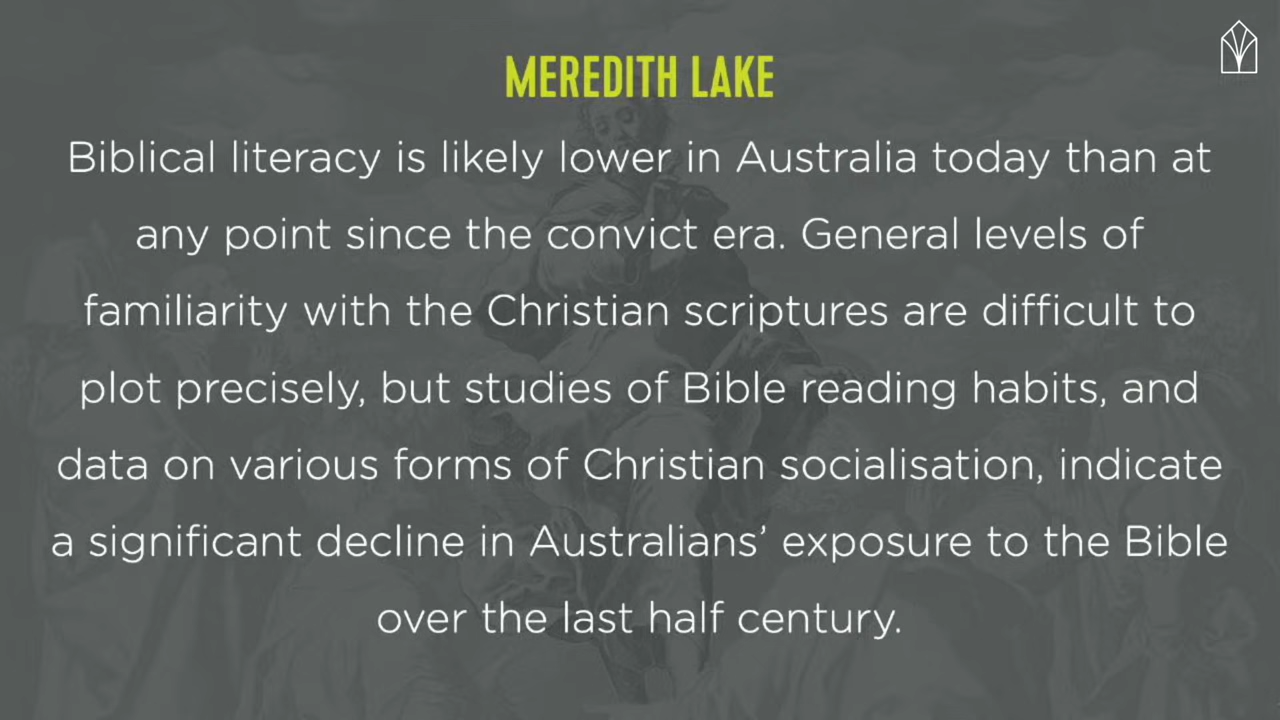 MEREDITH LAKE
Biblical literacy is likely lower in Australia today than at
any point since the convict era. General levels of
familiarity with the Christian scriptures are difficult to
plot precisely, but studies of Bible reading habits, and
data on various forms of Christian socialisation, indicate
a significant decline in Australians’ exposure to the Bible
over the last half century.